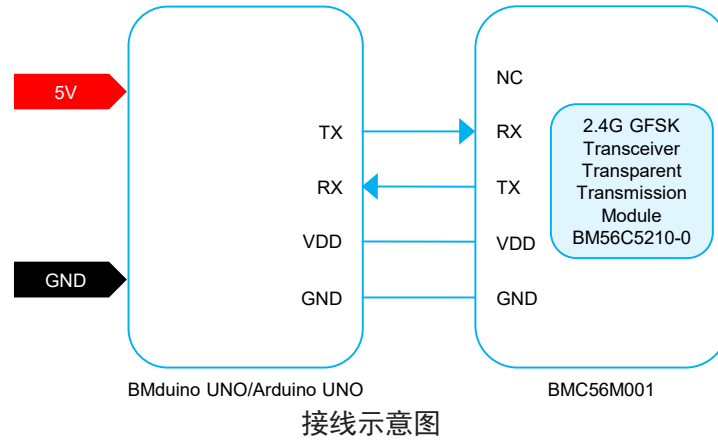 5V
GND
TX
RX
VDD
GND
BMduino UNO/Arduino UNO
NC
RX
TX
VDD
GND
2.4G GFSK
Transceiver
Transparent
Transmission
Module
BM56C5210-0
BMC56M001
接线示意图